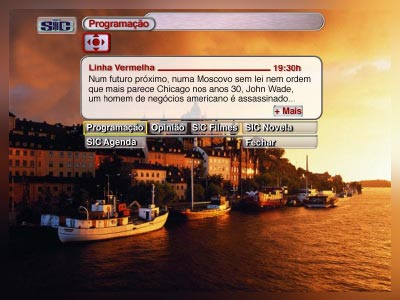 SIC
Programação
Linha Vermelha 19:30h
Num futuro próximo, numa Moscovo sem lei nem ordem
que mais parece Chicago nos anos 30, John Wade,
um homem de negócios americano é assassinado...
+ Mais
Programação Opinião SIC Filmes SIC Novela
SIC Agenda Fechar